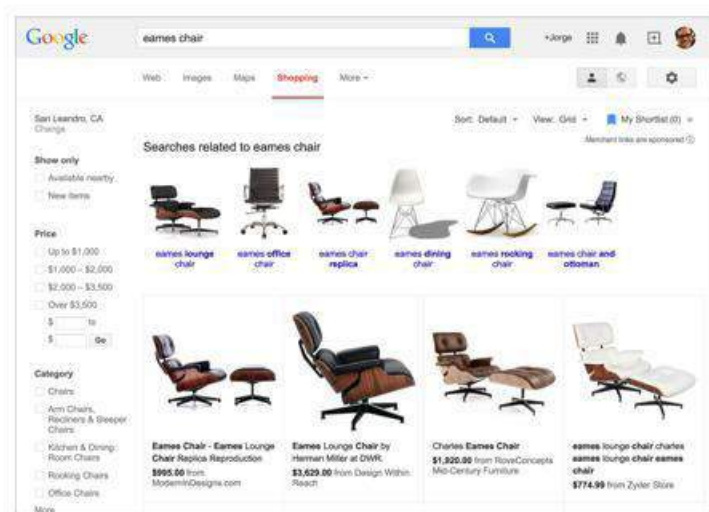 Google
eames chair
+Jorge
Web Images Maps Shopping More
San Leandro, CA
Change
Sort: Default View: Grid My Shortlist (0)
Merchant links are sponsored
Searches related to eames chair
Show only
Available nearby
New items
eames lounge chair
eames office chair
eames chair replica
eames dining chair
eames rocking chair
eames chair and ottoman
Price
Up to $1,000
$1,000 – $2,000
$2,000 – $3,500
Over $3,500
$ to
$ Go
Category
Chairs
Arm Chairs,
Recliners & Sleeper
Chairs
Kitchen & Dining
Room Chairs
Rocking Chairs
Office Chairs
More
Eames Chair - Eames Lounge
Chair Replica Reproduction
$995.00 from
ModernInDesigns.com
Eames Lounge Chair by
Herman Miller at DWR.
$3,629.00 from Design Within
Reach
Charles Eames Chair
$1,920.00 from RoveConcepts
Mid-Century Furniture
eames lounge chair charles
eames lounge chair eames
chair
$774.99 from Zyxler Store